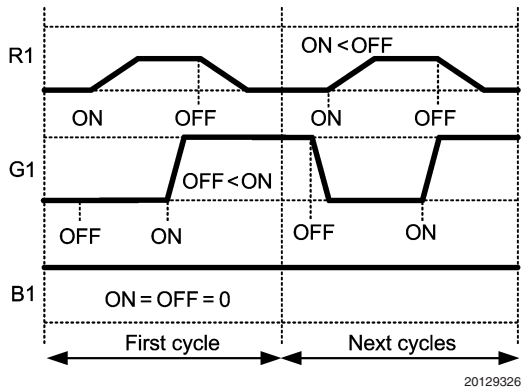 R1
ON < OFF
ON
OFF
ON
OFF
G1
OFF < ON
OFF
ON
OFF
ON
B1
ON = OFF = 0
First cycle
Next cycles
20129326